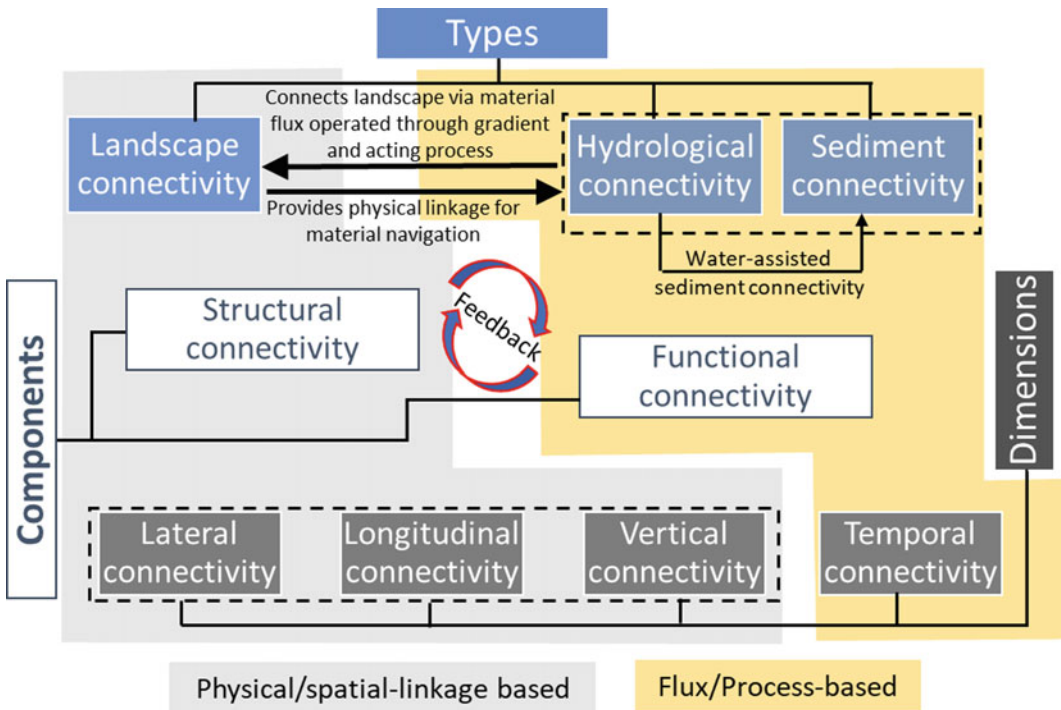 Types
Connects landscape via material
flux operated through gradient
and acting process
Landscape
connectivity
Hydrological
connectivity
Sediment
connectivity
Provides physical linkage for
material navigation
Water-assisted
sediment connectivity
Components
Structural
connectivity
Feedback
Functional
connectivity
Dimensions
Lateral
connectivity
Longitudinal
connectivity
Vertical
connectivity
Temporal
connectivity
Physical/spatial-linkage based
Flux/Process-based